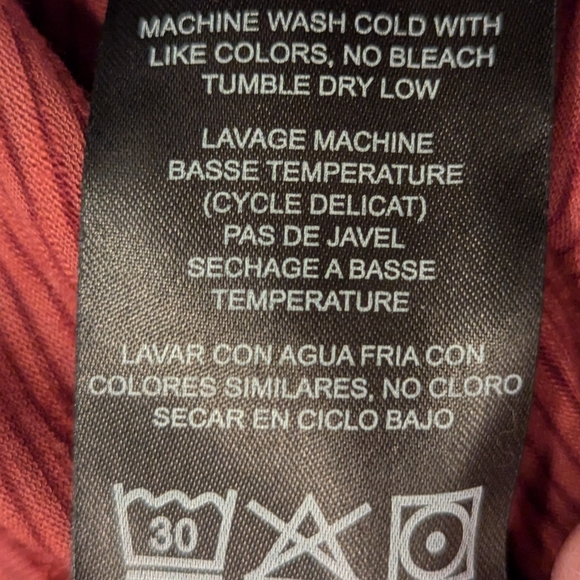 MACHINE WASH COLD WITH
LIKE COLORS, NO BLEACH
TUMBLE DRY LOW
LAVAGE MACHINE
BASSE TEMPERATURE
(CYCLE DELICAT)
PAS DE JAVEL
SECHAGE A BASSE
TEMPERATURE
LAVAR CON AGUA FRIA CON
COLORES SIMILARES, NO CLORO
SECAR EN CICLO BAJO
30